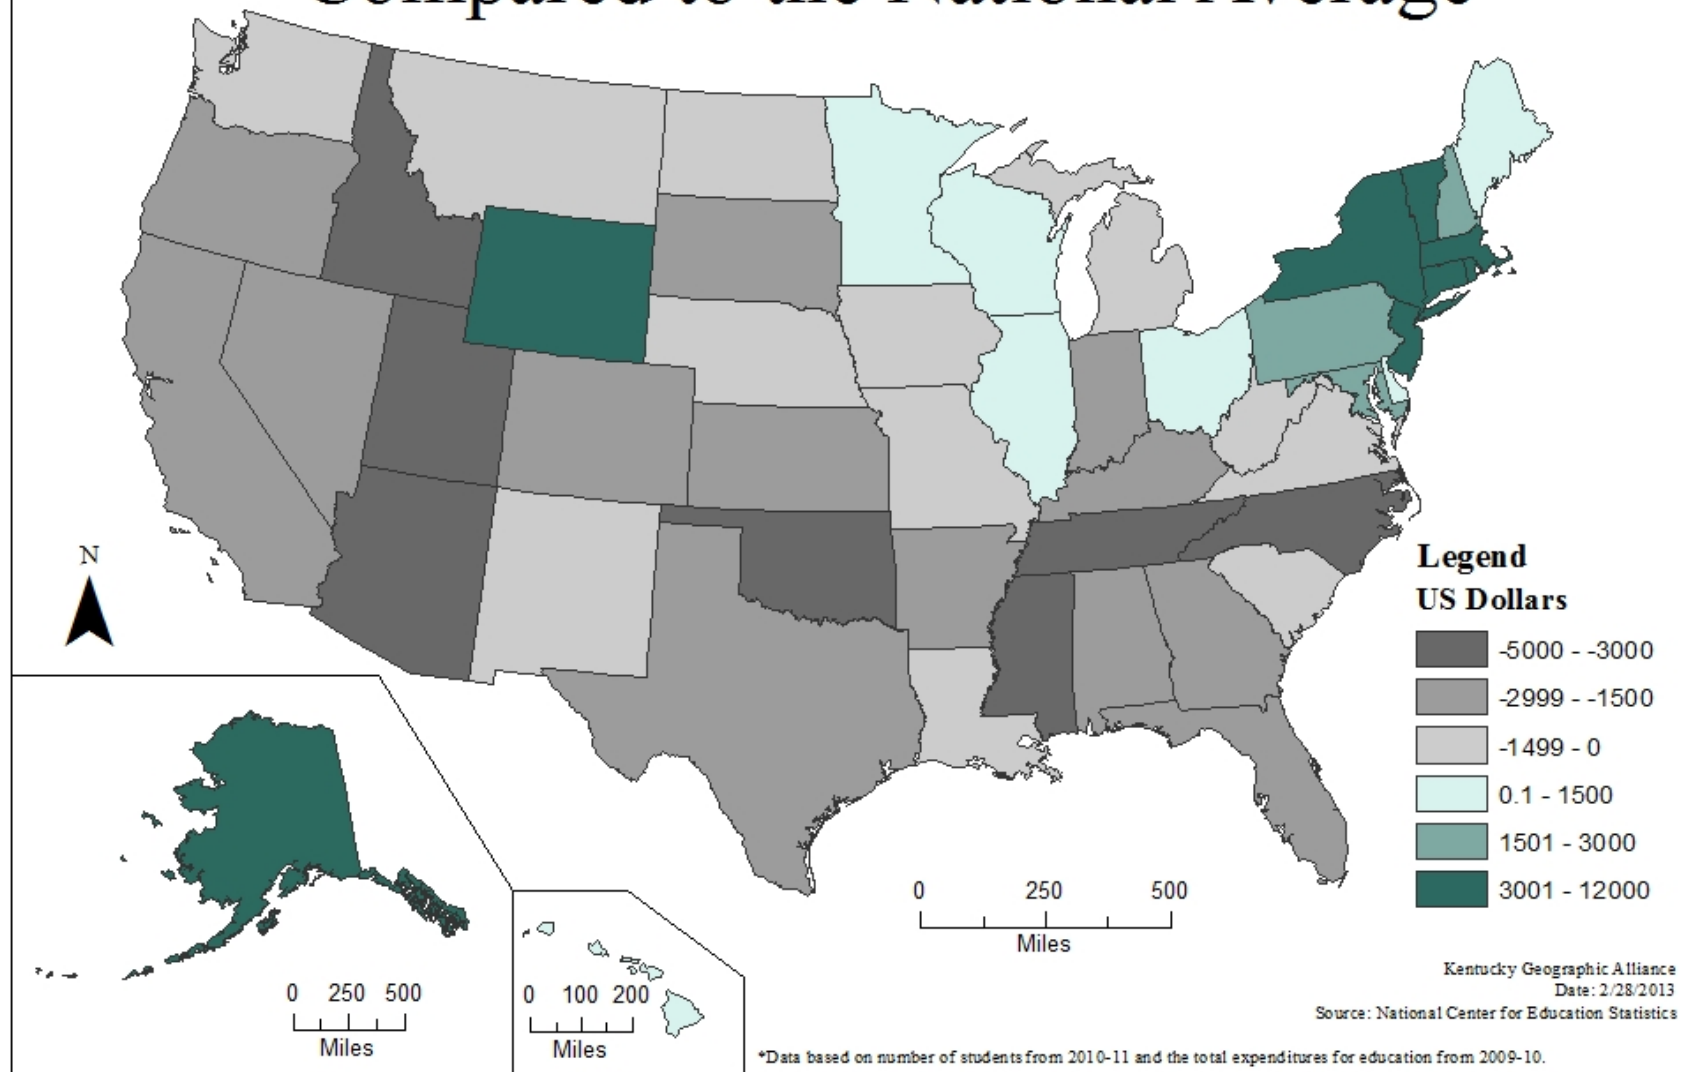 Compared to the National Average
N
Legend
US Dollars
-5000 - -3000
-2999 - -1500
-1499 - 0
0.1 - 1500
1501 - 3000
3001 - 12000
0 250 500
Miles
0 250 500
Miles
0 100 200
Miles
Kentucky Geographic Alliance
Date: 2/28/2013
Source: National Center for Education Statistics
*Data based on number of students from 2010-11 and the total expenditures for education from 2009-10.